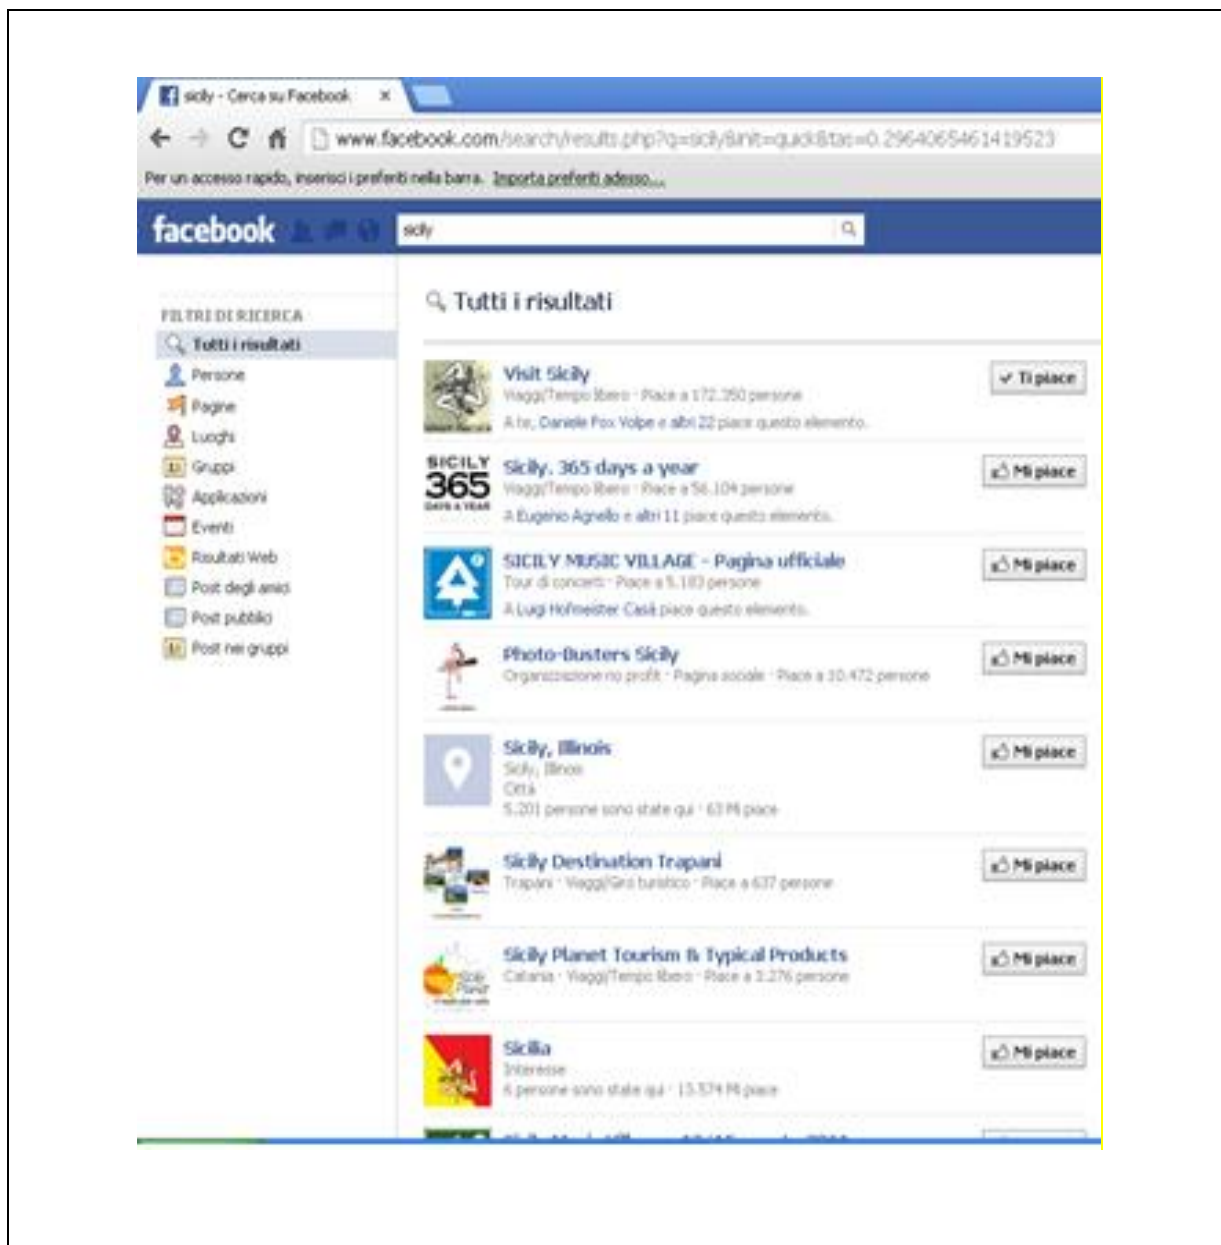 sicily - Cerca su Facebook
www.facebook.com/search/results.php?q=sicily&init=quick&tas=0.2964065461419523
Per un accesso rapido, inserisci i preferiti nella barra. Importa preferiti adesso...
facebook
sicily
FILTRI DI RICERCA
Tutti i risultati
Persone
Pagine
Luoghi
Gruppi
Applicazioni
Eventi
Risultati Web
Post degli amici
Post pubblici
Post nei gruppi
Tutti i risultati
Visit Sicily
Viaggi/Tempo libero · Piace a 172.350 persone
A te, Daniele Fox Volpe e altri 22 piace questo elemento.
Ti piace
SICILY
365
DAYS A YEAR
Sicily, 365 days a year
Viaggi/Tempo libero · Piace a 56.104 persone
A Eugenio Agnello e altri 11 piace questo elemento.
Mi piace
SICILY MUSIC VILLAGE - Pagina ufficiale
Tour di concerti · Piace a 5.183 persone
A Luigi Hofmeister Casà piace questo elemento.
Mi piace
Photo-Busters Sicily
Organizzazione no profit · Pagina sociale · Piace a 10.472 persone
Mi piace
Sicily, Illinois
Sicily, Illinois
Città
5.201 persone sono state qui · 63 Mi piace
Mi piace
Sicily Destination Trapani
Trapani · Viaggi/Giro turistico · Piace a 637 persone
Mi piace
Sicily Planet Tourism & Typical Products
Catania · Viaggi/Tempo libero · Piace a 3.276 persone
Mi piace
Sicilia
Interesse
6 persone sono state qui · 13.574 Mi piace
Mi piace